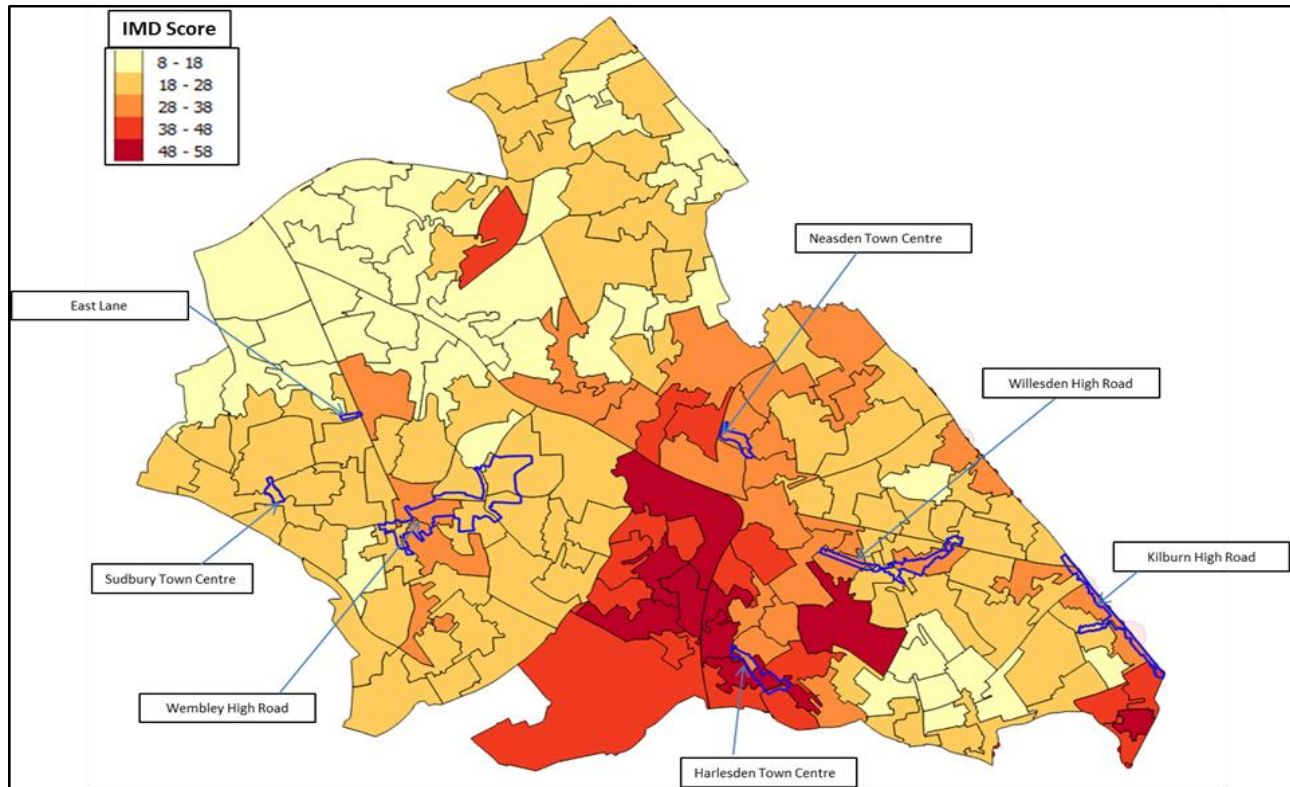 IMD Score
8 - 18
18 - 28
28 - 38
38 - 48
48 - 58
Neasden Town Centre
East Lane
Willesden High Road
Kilburn High Road
Sudbury Town Centre
Wembley High Road
Harlesden Town Centre